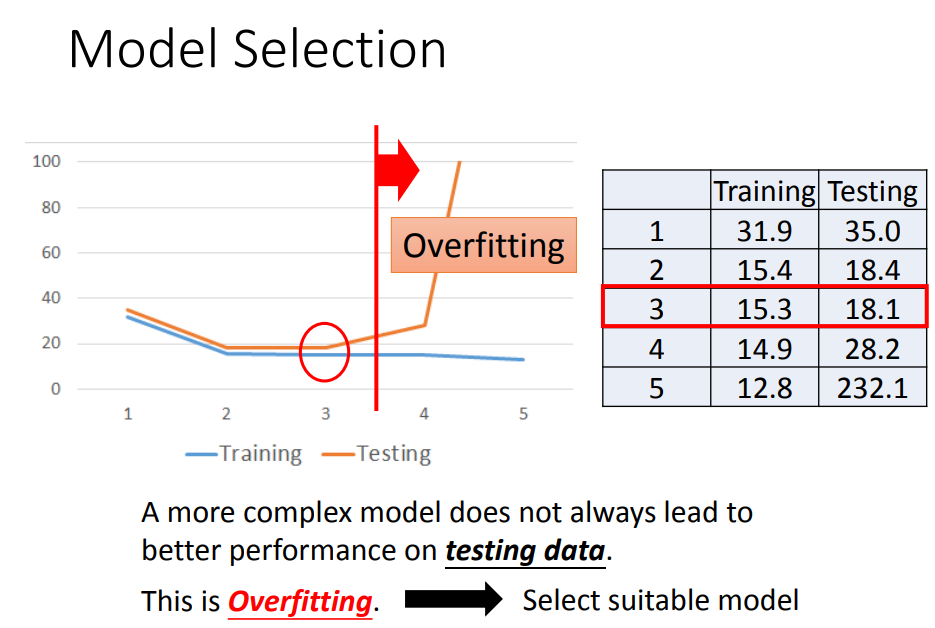 Model Selection
100
80
60
40
20
0
1 2 3 4 5
Overfitting
Training Testing
Training Testing
1 31.9 35.0
2 15.4 18.4
3 15.3 18.1
4 14.9 28.2
5 12.8 232.1
A more complex model does not always lead to
better performance on testing data.
This is Overfitting. Select suitable model